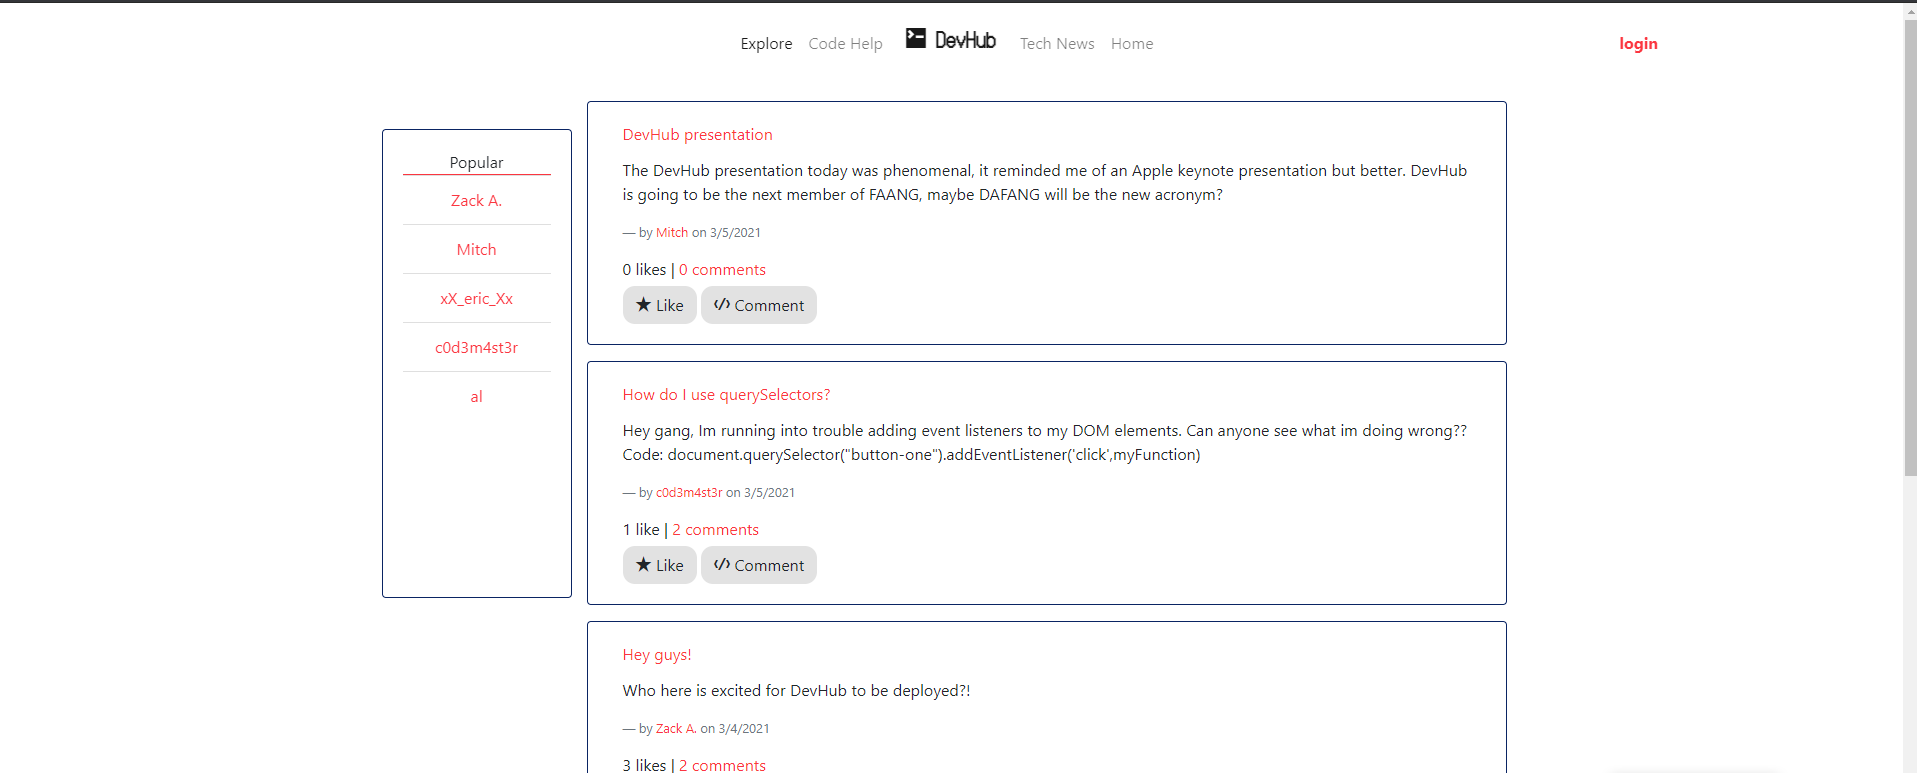 Explore Code Help DevHub Tech News Home login
Popular
Zack A.
Mitch
xX_eric_Xx
c0d3m4st3r
al
DevHub presentation
The DevHub presentation today was phenomenal, it reminded me of an Apple keynote presentation but better. DevHub
is going to be the next member of FAANG, maybe DAFANG will be the new acronym?
— by Mitch on 3/5/2021
0 likes | 0 comments
Like Comment
How do I use querySelectors?
Hey gang, Im running into trouble adding event listeners to my DOM elements. Can anyone see what im doing wrong??
Code: document.querySelector("button-one").addEventListener('click',myFunction)
— by c0d3m4st3r on 3/5/2021
1 like | 2 comments
Like Comment
Hey guys!
Who here is excited for DevHub to be deployed?!
— by Zack A. on 3/4/2021
3 likes | 2 comments